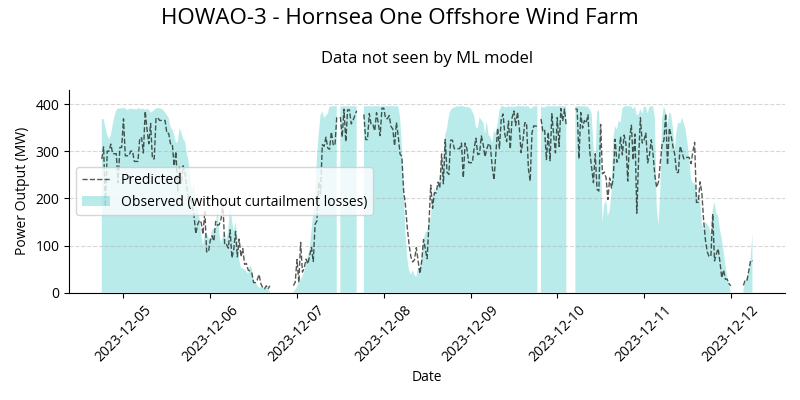 HOWAO-3 - Hornsea One Offshore Wind Farm
Data not seen by ML model
Power Output (MW)
400
300
200
100
0
Predicted
Observed (without curtailment losses)
2023-12-05
2023-12-06
2023-12-07
2023-12-08
2023-12-09
2023-12-10
2023-12-11
2023-12-12
Date